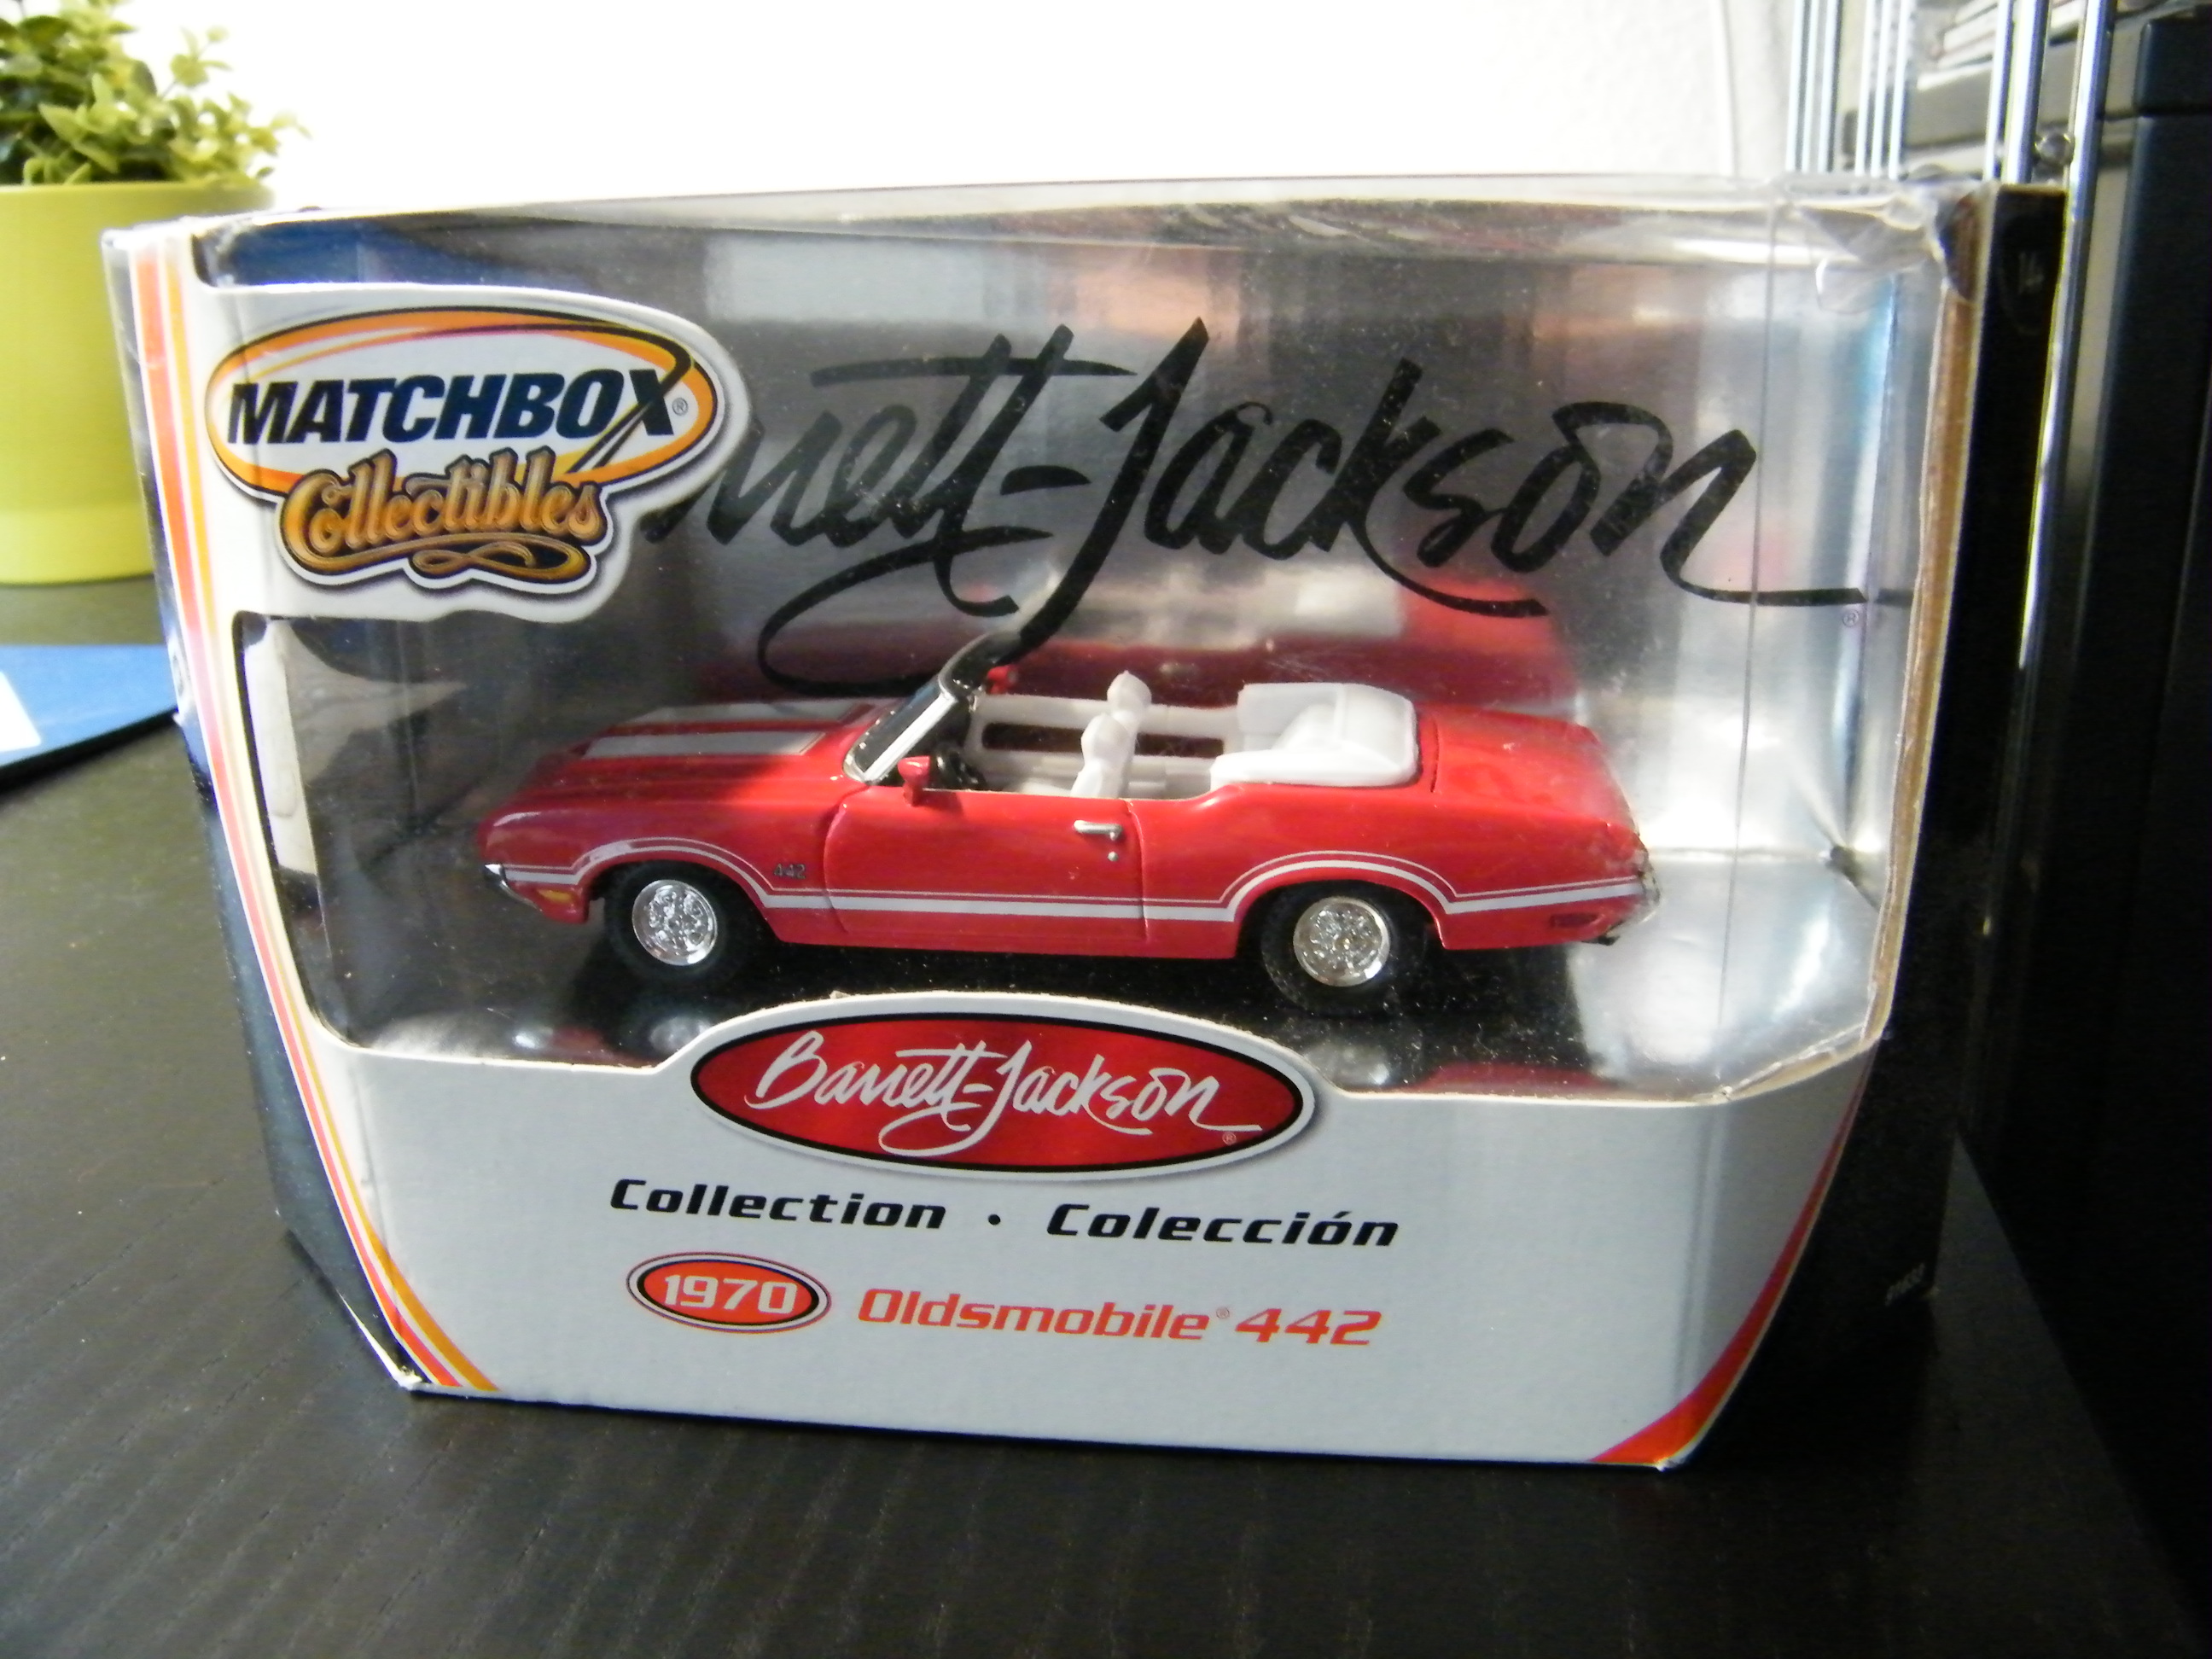 MATCHBOX®
Collectibles
Barrett-Jackson®
442
Barrett-Jackson®
Collection · Colección
1970 Oldsmobile® 442